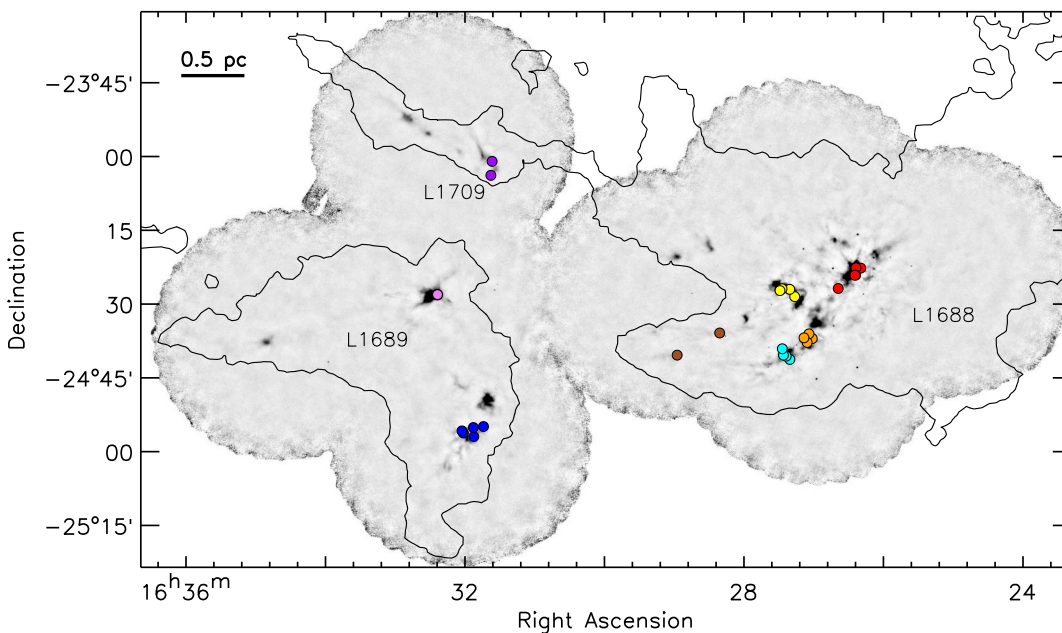 0.5 pc
-23°45'
00
L1709
15
Declination
30
L1688
L1689
-24°45'
00
-25°15'
16h36m
32
28
24
Right Ascension